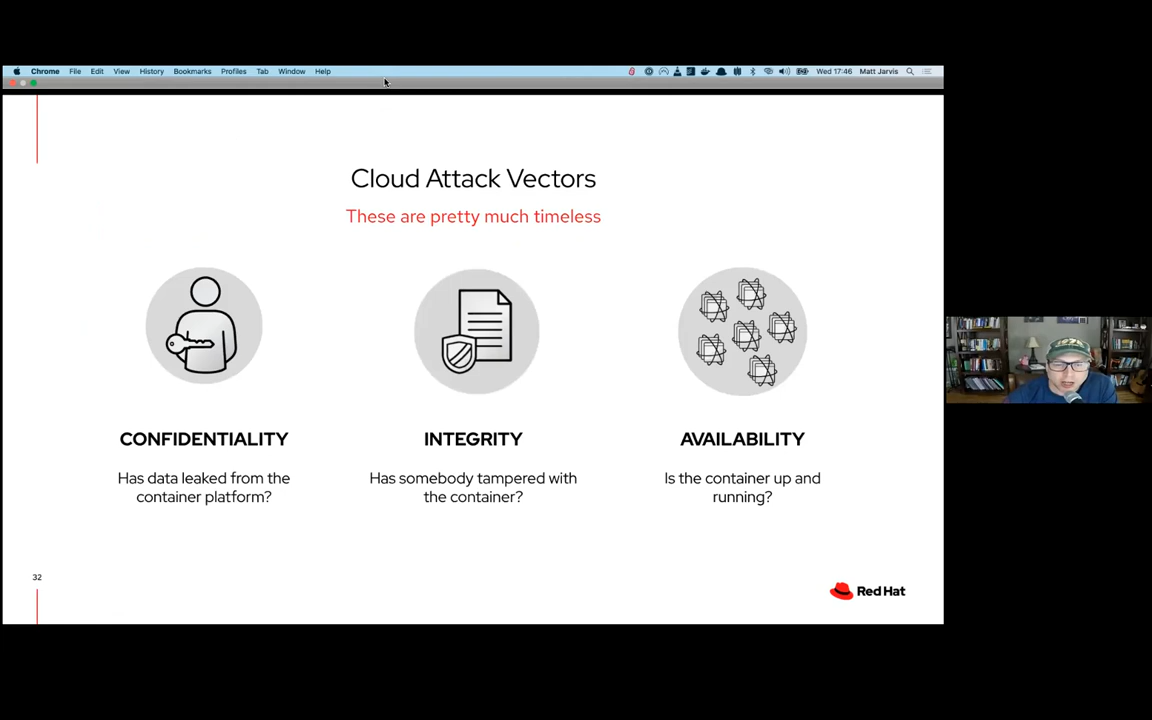 Chrome File Edit View History Bookmarks Profiles Tab Window Help Wed 17:46 Matt Jarvis
Cloud Attack Vectors
These are pretty much timeless
CONFIDENTIALITY
Has data leaked from the
container platform?
INTEGRITY
Has somebody tampered with
the container?
AVAILABILITY
Is the container up and
running?
32
Red Hat